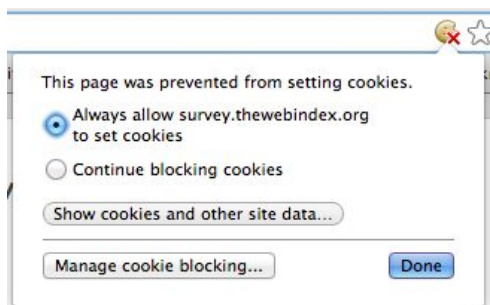 This page was prevented from setting cookies.
Always allow survey.thewebindex.org
to set cookies
Continue blocking cookies
Show cookies and other site data...
Manage cookie blocking...
Done